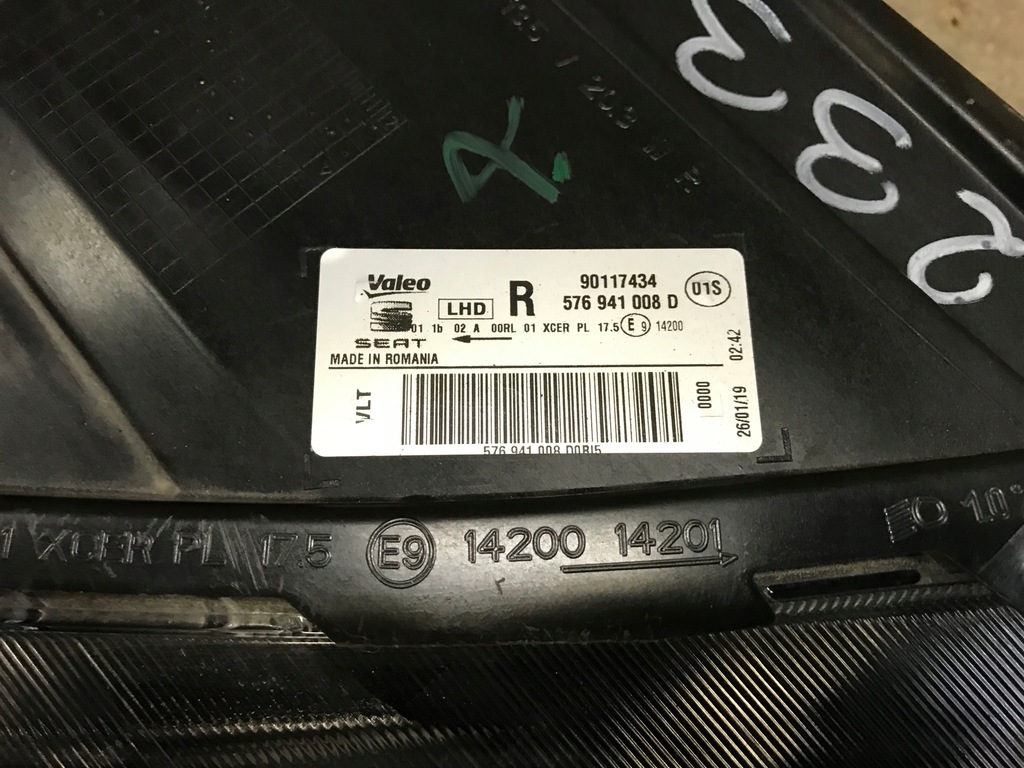 Valeo
LHD
R
90117434
576 941 008 D
01S
01 1b 02 A 00RL 01 XCER PL 17.5 E 9 14200
SEAT
MADE IN ROMANIA
VLT
0000
26/01/19 02:42
576 941 008 D0BI5
XCER PL 17.5 E9 14200 14201